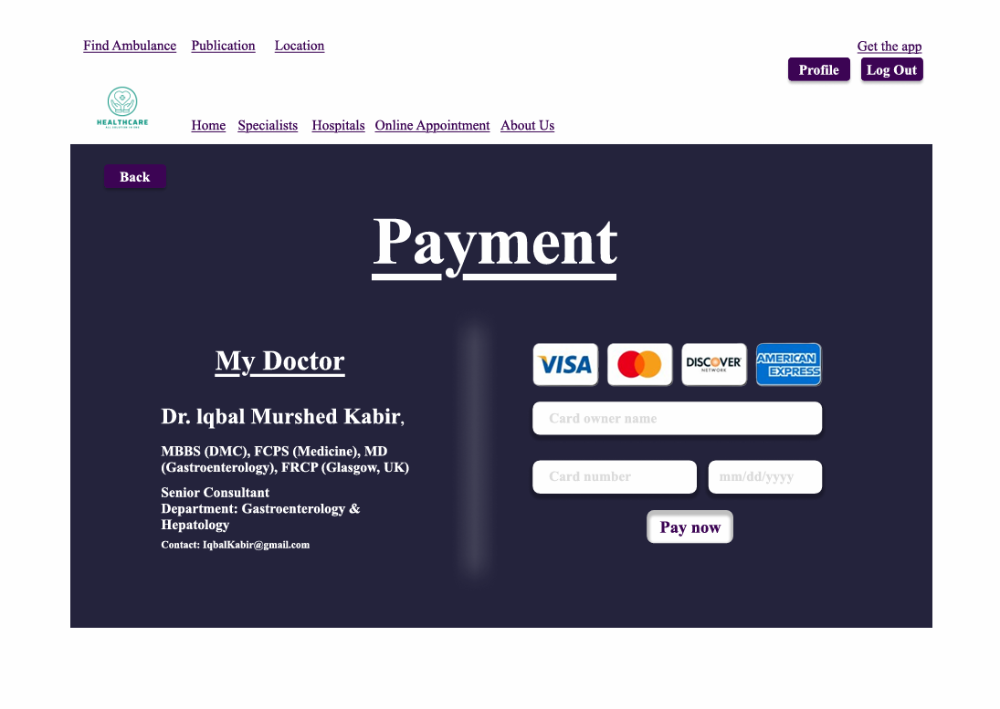 Find Ambulance Publication Location Get the app
Profile Log Out
HEALTHCARE
Home Specialists Hospitals Online Appointment About Us
Back
Payment
My Doctor
VISA DISCOVER NETWORK AMERICAN EXPRESS
Dr. lqbal Murshed Kabir,
Card owner name
MBBS (DMC), FCPS (Medicine), MD
(Gastroenterology), FRCP (Glasgow, UK)
Card number mm/dd/yyyy
Senior Consultant
Department: Gastroenterology &
Hepatology
Pay now
Contact: IqbalKabir@gmail.com